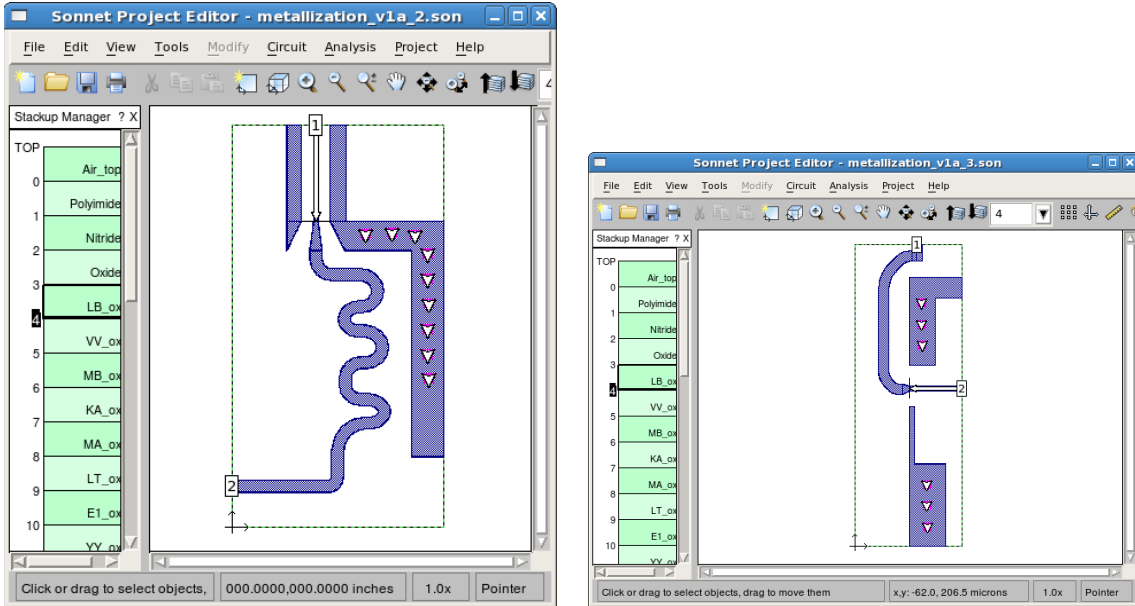 Sonnet Project Editor - metallization_v1a_2.son
File Edit View Tools Modify Circuit Analysis Project Help
Stackup Manager ? X
TOP
Air_top
0
Polyimide
1
Nitride
2
Oxide
3
LB_ox
4
VV_ox
5
MB_ox
6
KA_ox
7
MA_ox
8
LT_ox
9
E1_ox
10
YY_ox
1
2
Click or drag to select objects,
000.0000,000.0000 inches
1.0x
Pointer
Sonnet Project Editor - metallization_v1a_3.son
File Edit View Tools Modify Circuit Analysis Project Help
4
Stackup Manager ? X
TOP
Air_top
0
Polyimide
1
Nitride
2
Oxide
3
LB_ox
4
VV_ox
5
MB_ox
6
KA_ox
7
MA_ox
8
LT_ox
9
E1_ox
10
1
2
Click or drag to select objects, drag to move them
x,y: -62.0, 206.5 microns
1.0x
Pointer